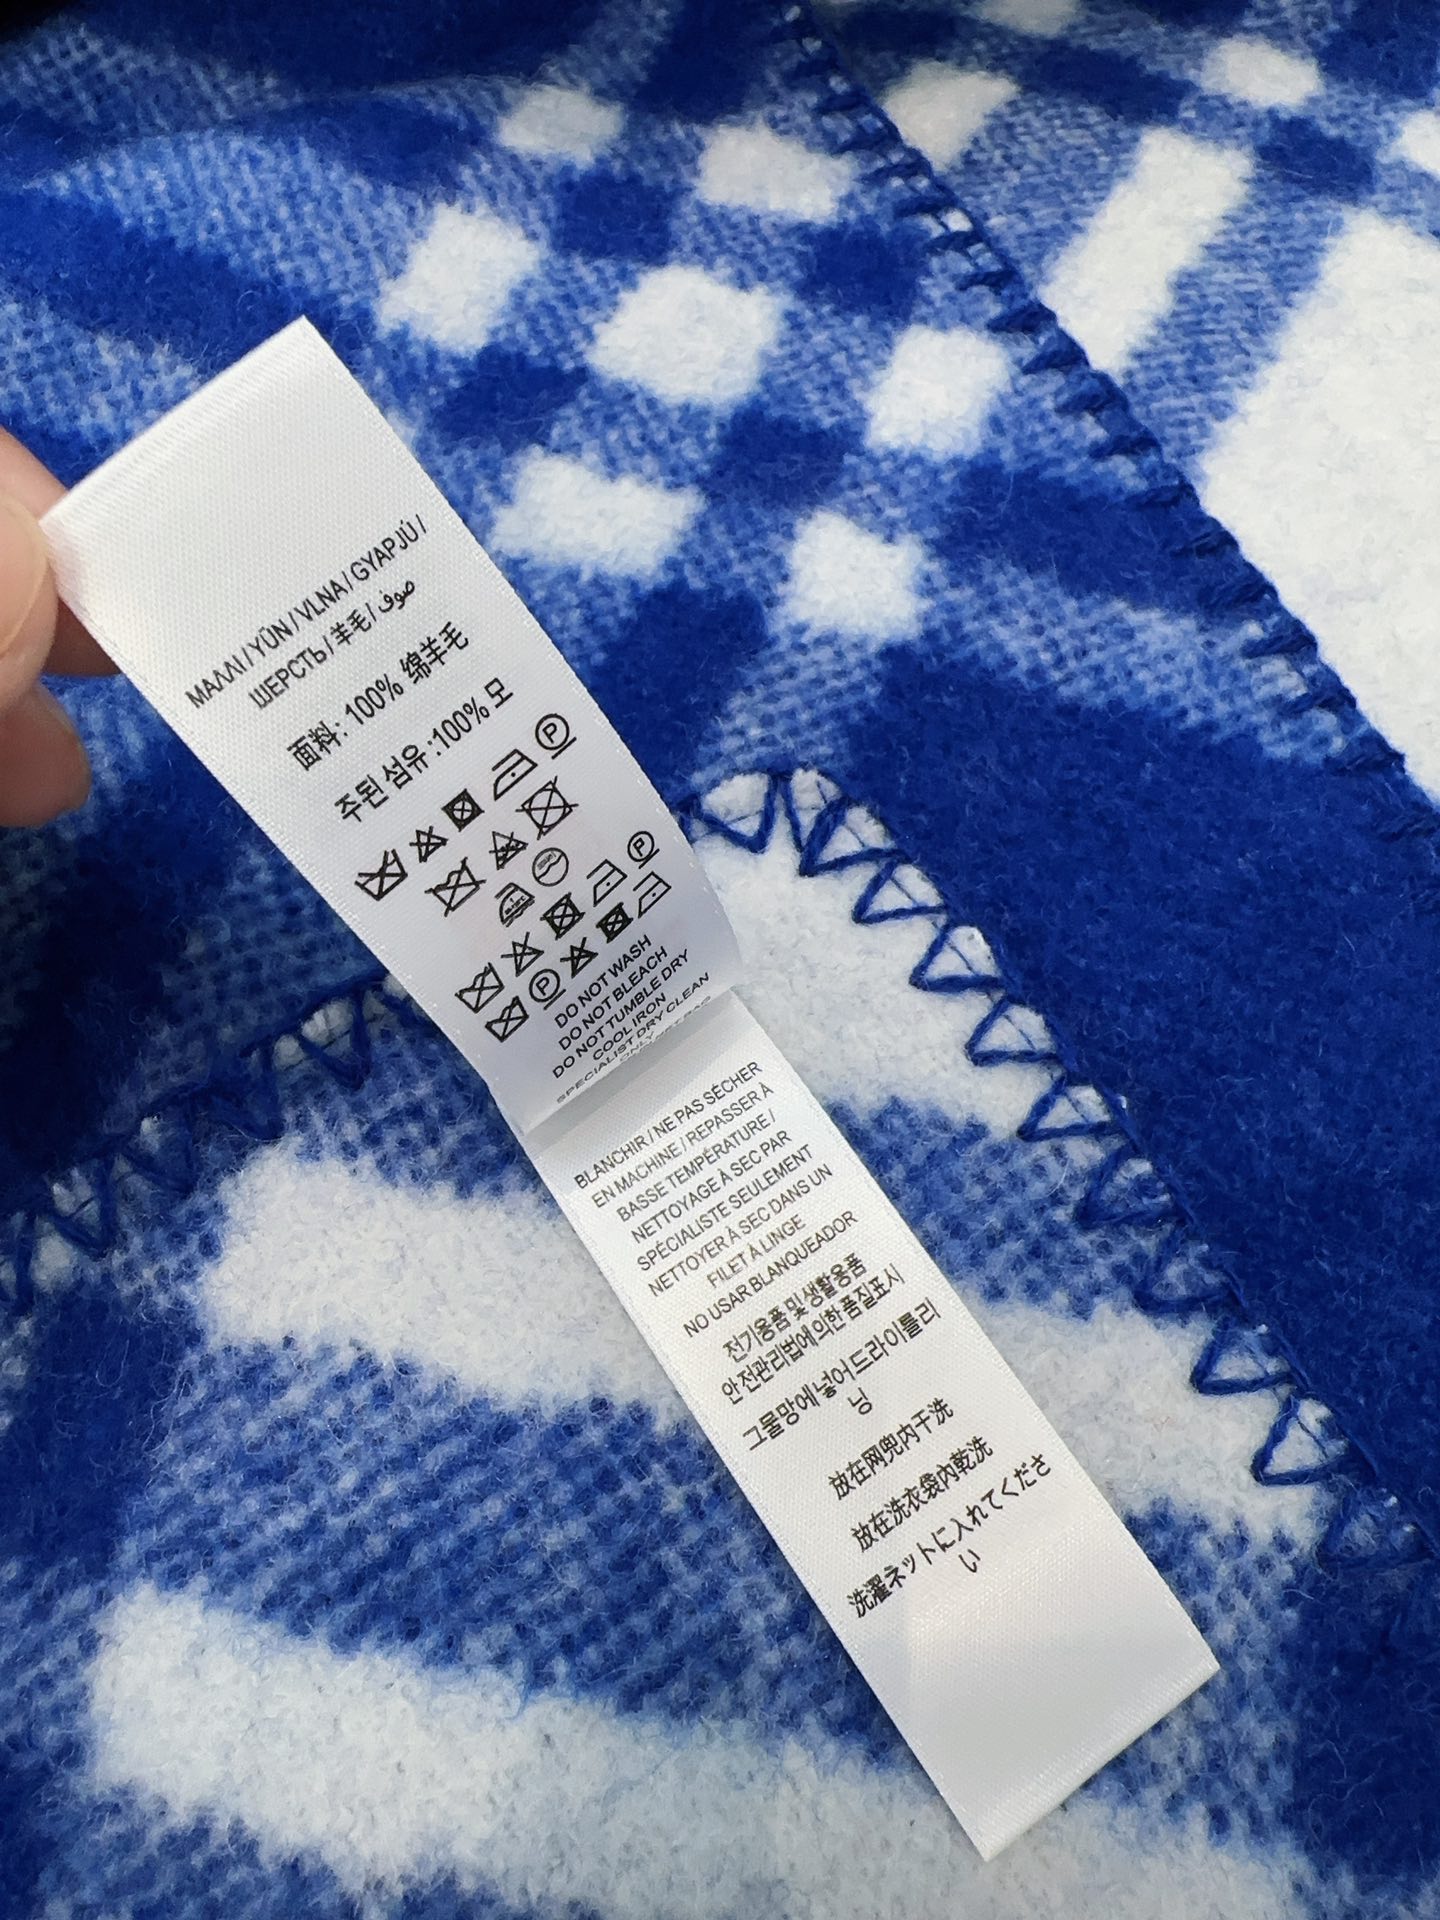 ΜΑΛΛΙ / YÜN / VLNA / GYAPJÚ /
ШЕРСТЬ / 羊毛 / صوف
面料: 100% 绵羊毛
주된 섬유 :100% 모
DO NOT WASH
DO NOT BLEACH
DO NOT TUMBLE DRY
COOL IRON
SPECIALIST DRY CLEAN
BLANCHIR / NE PAS SÉCHER
EN MACHINE / REPASSER À
BASSE TEMPÉRATURE /
NETTOYAGE À SEC PAR
SPÉCIALISTE SEULEMENT
NETTOYER À SEC DANS UN
FILET À LINGE
NO USAR BLANQUEADOR
전기용품 및 생활용품
안전관리법에 의한 품질표시
그물망에 넣어 드라이틀리
닝
放在网兜内干洗
放在洗衣袋內乾洗
洗濯ネットに入れてくださ
い